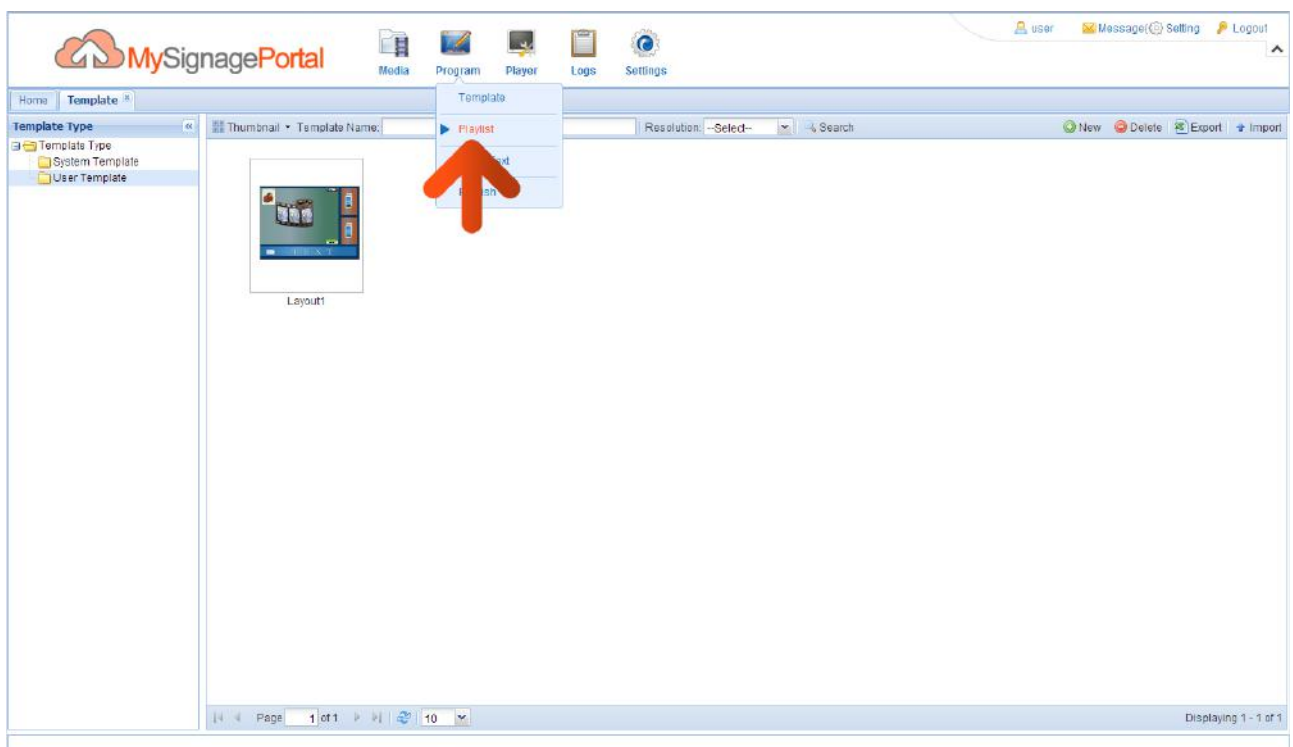 user Message( Setting Logout
MySignagePortal
Media Program Player Logs Settings
Home Template
Template
Template Type
Thumbnail Template Name: Playlist Resolution: --Select-- Search New Delete Export Import
Template Type
System Template
User Template
Layout1
Page 1 of 1 10 Displaying 1 - 1 of 1